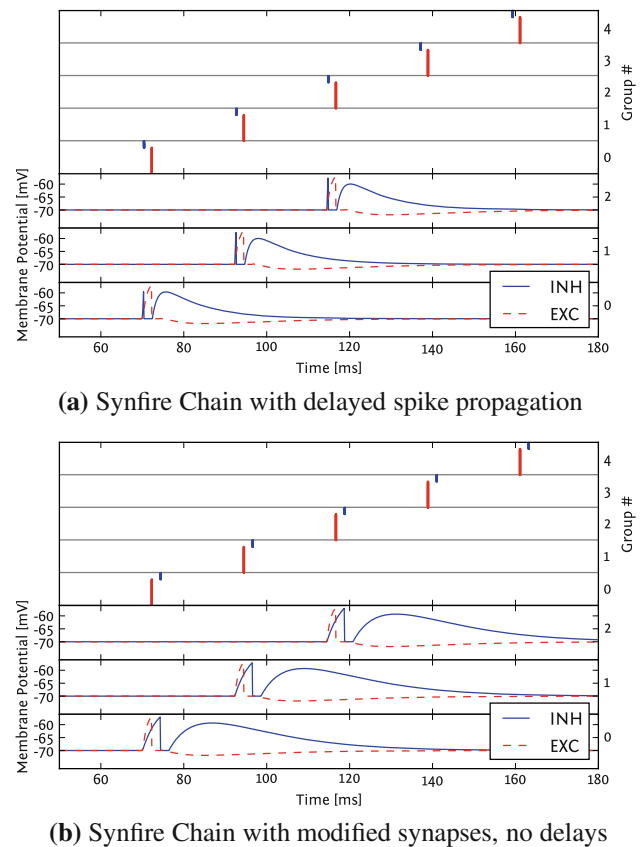 4
3
2
1
0
Group #
Membrane Potential [mV]
-60
-65
-70
2
-60
-65
-70
1
-60
-65
-70
0
INH
EXC
60 80 100 120 140 160 180
Time [ms]
(a) Synfire Chain with delayed spike propagation
4
3
2
1
0
Group #
Membrane Potential [mV]
-60
-65
-70
2
-60
-65
-70
1
-60
-65
-70
0
INH
EXC
60 80 100 120 140 160 180
Time [ms]
(b) Synfire Chain with modified synapses, no delays